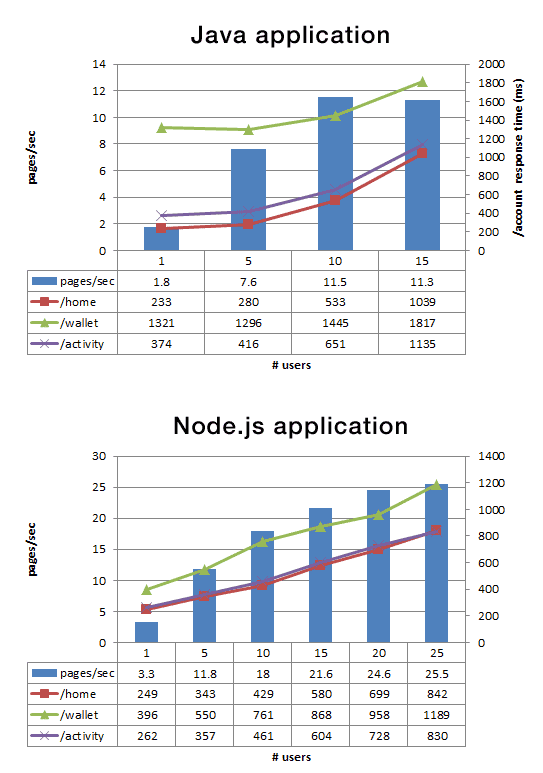 Java application
14 2000
12 1800
10 1600
8 1400
6 1200
4 1000
2 800
0 600
400
200
0
pages/sec
/account response time (ms)
1 5 10 15
pages/sec 1.8 7.6 11.5 11.3
/home 233 280 533 1039
/wallet 1321 1296 1445 1817
/activity 374 416 651 1135
# users
Node.js application
30 1400
25 1200
20 1000
15 800
10 600
5 400
0 200
0
pages/sec
1 5 10 15 20 25
pages/sec 3.3 11.8 18 21.6 24.6 25.5
/home 249 343 429 580 699 842
/wallet 396 550 761 868 958 1189
/activity 262 357 461 604 728 830
# users